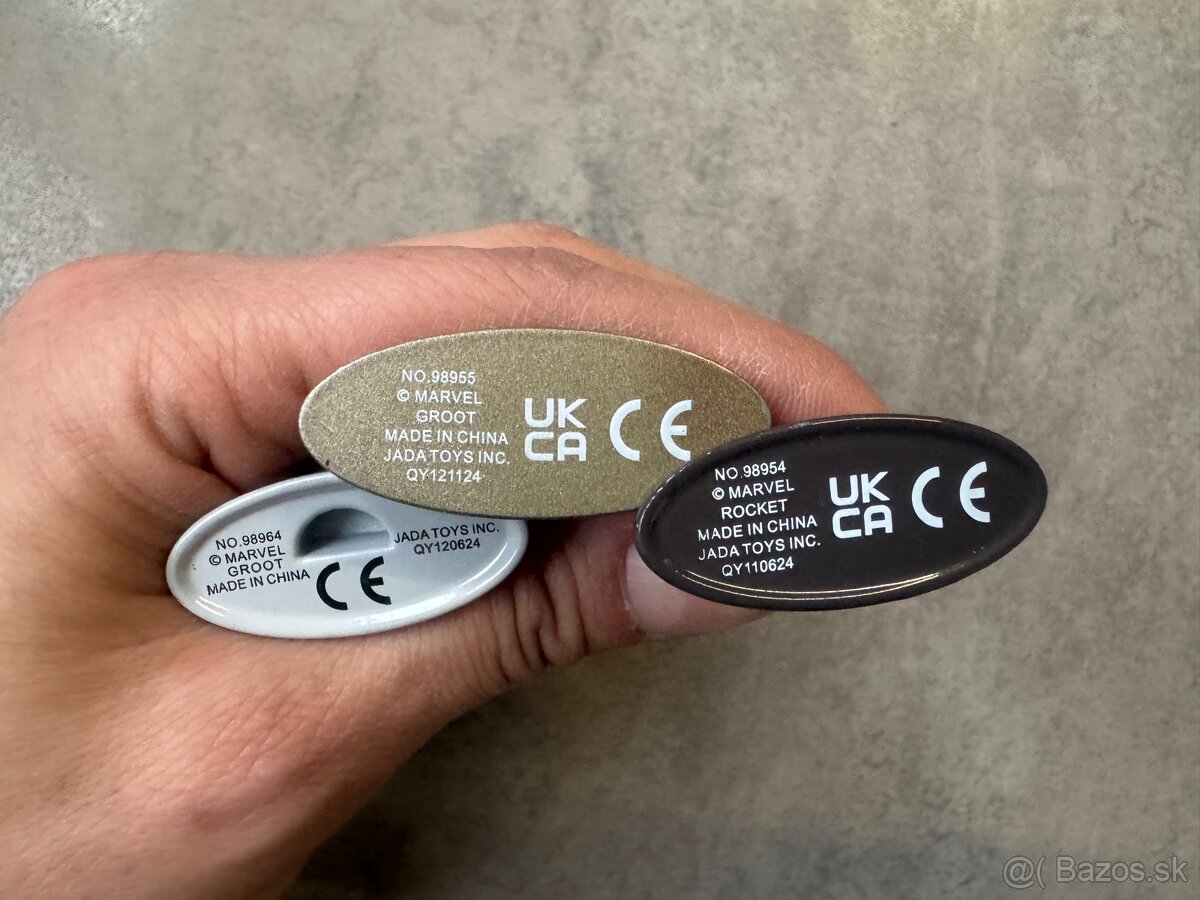 NO.98955
© MARVEL
GROOT
MADE IN CHINA
JADA TOYS INC.
QY121124
UK
CA
CE
NO.98954
© MARVEL
ROCKET
MADE IN CHINA
JADA TOYS INC.
QY110624
UK
CA
CE
NO.98964
© MARVEL
GROOT
MADE IN CHINA
CE
JADA TOYS INC.
QY120624
@( Bazos.sk